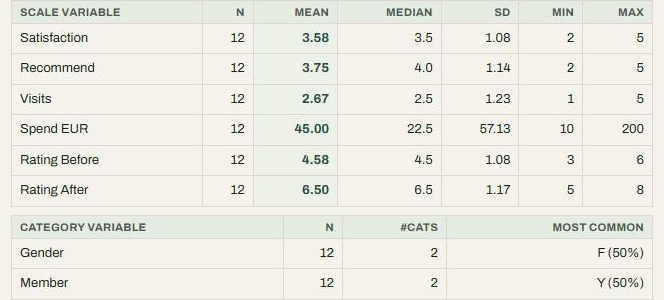 SCALE VARIABLE N MEAN MEDIAN SD MIN MAX
Satisfaction 12 3.58 3.5 1.08 2 5
Recommend 12 3.75 4.0 1.14 2 5
Visits 12 2.67 2.5 1.23 1 5
Spend EUR 12 45.00 22.5 57.13 10 200
Rating Before 12 4.58 4.5 1.08 3 6
Rating After 12 6.50 6.5 1.17 5 8
CATEGORY VARIABLE N #CATS MOST COMMON
Gender 12 2 F (50%)
Member 12 2 Y (50%)